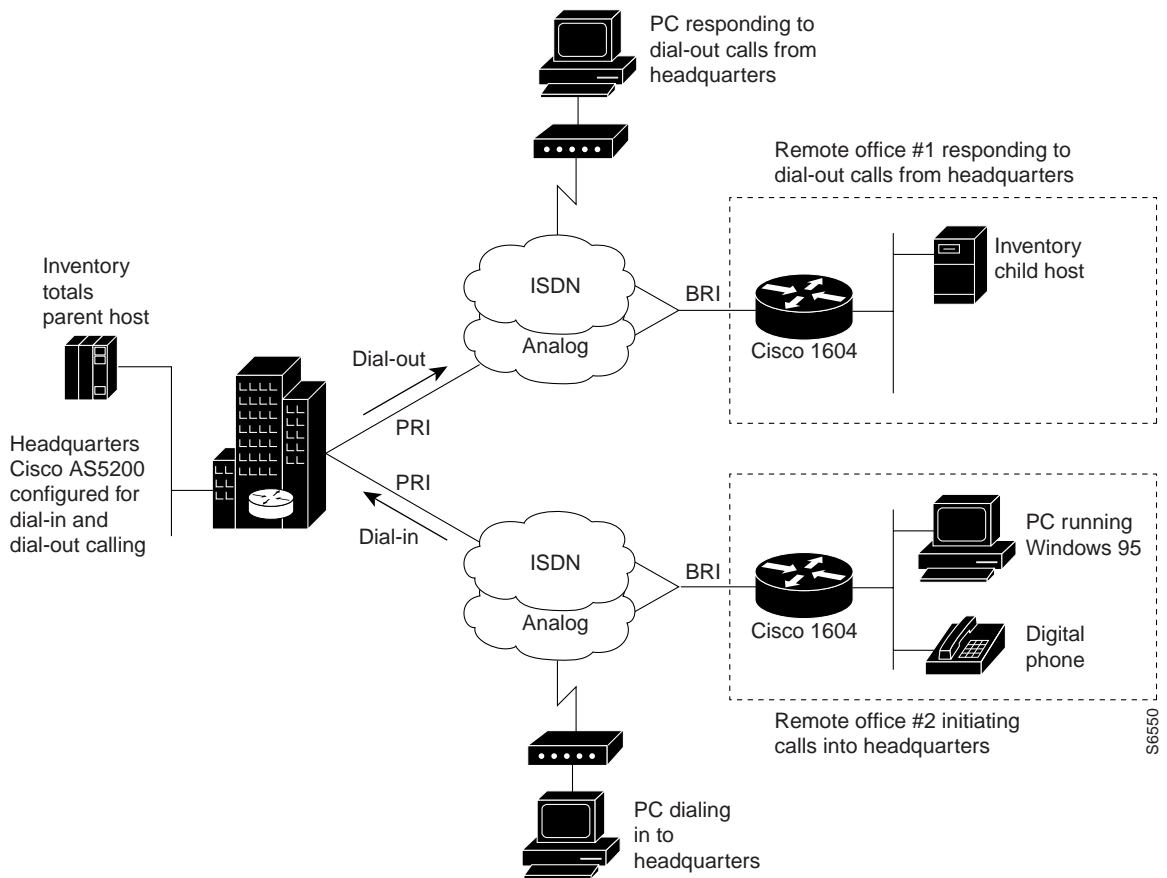 PC responding to
dial-out calls from
headquarters
Remote office #1 responding to
dial-out calls from headquarters
Inventory
totals
parent host
ISDN
Analog
BRI
Cisco 1604
Inventory
child host
Dial-out
PRI
Headquarters
Cisco AS5200
configured for
dial-in and
dial-out calling
PRI
Dial-in
ISDN
Analog
BRI
Cisco 1604
PC running
Windows 95
Digital
phone
Remote office #2 initiating
calls into headquarters
S6550
PC dialing
in to
headquarters